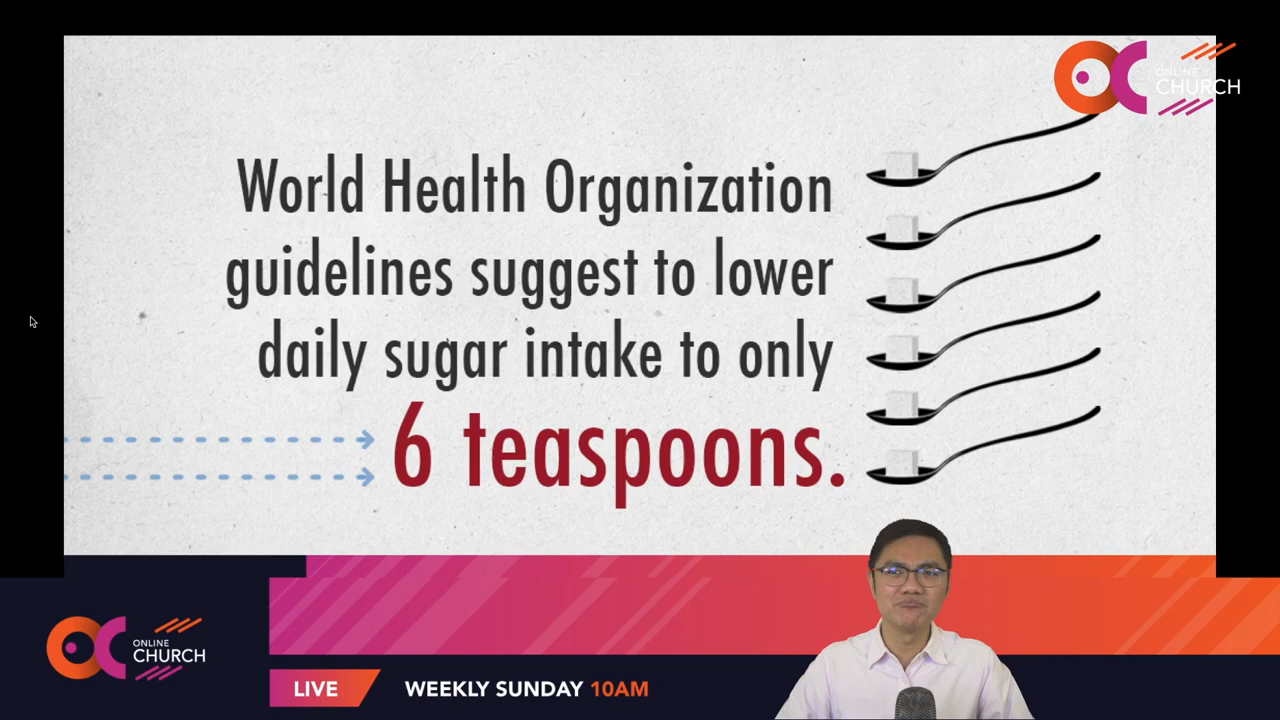 ONLINE
CHURCH
World Health Organization
guidelines suggest to lower
daily sugar intake to only
6 teaspoons.
OC
ONLINE
CHURCH
LIVE
WEEKLY SUNDAY 10AM